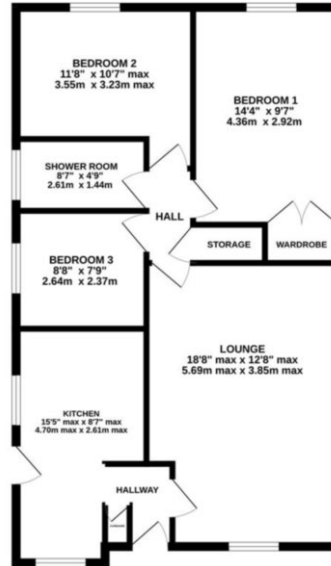 BEDROOM 2
11'8" x 10'7" max
3.55m x 3.23m max
BEDROOM 1
14'4" x 9'7"
4.36m x 2.92m
SHOWER ROOM
8'7" x 4'9"
2.61m x 1.44m
HALL
STORAGE
WARDROBE
BEDROOM 3
8'8" x 7'9"
2.64m x 2.37m
LOUNGE
18'8" max x 12'8" max
5.69m max x 3.85m max
KITCHEN
15'5" max x 8'7" max
4.70m max x 2.61m max
HALLWAY